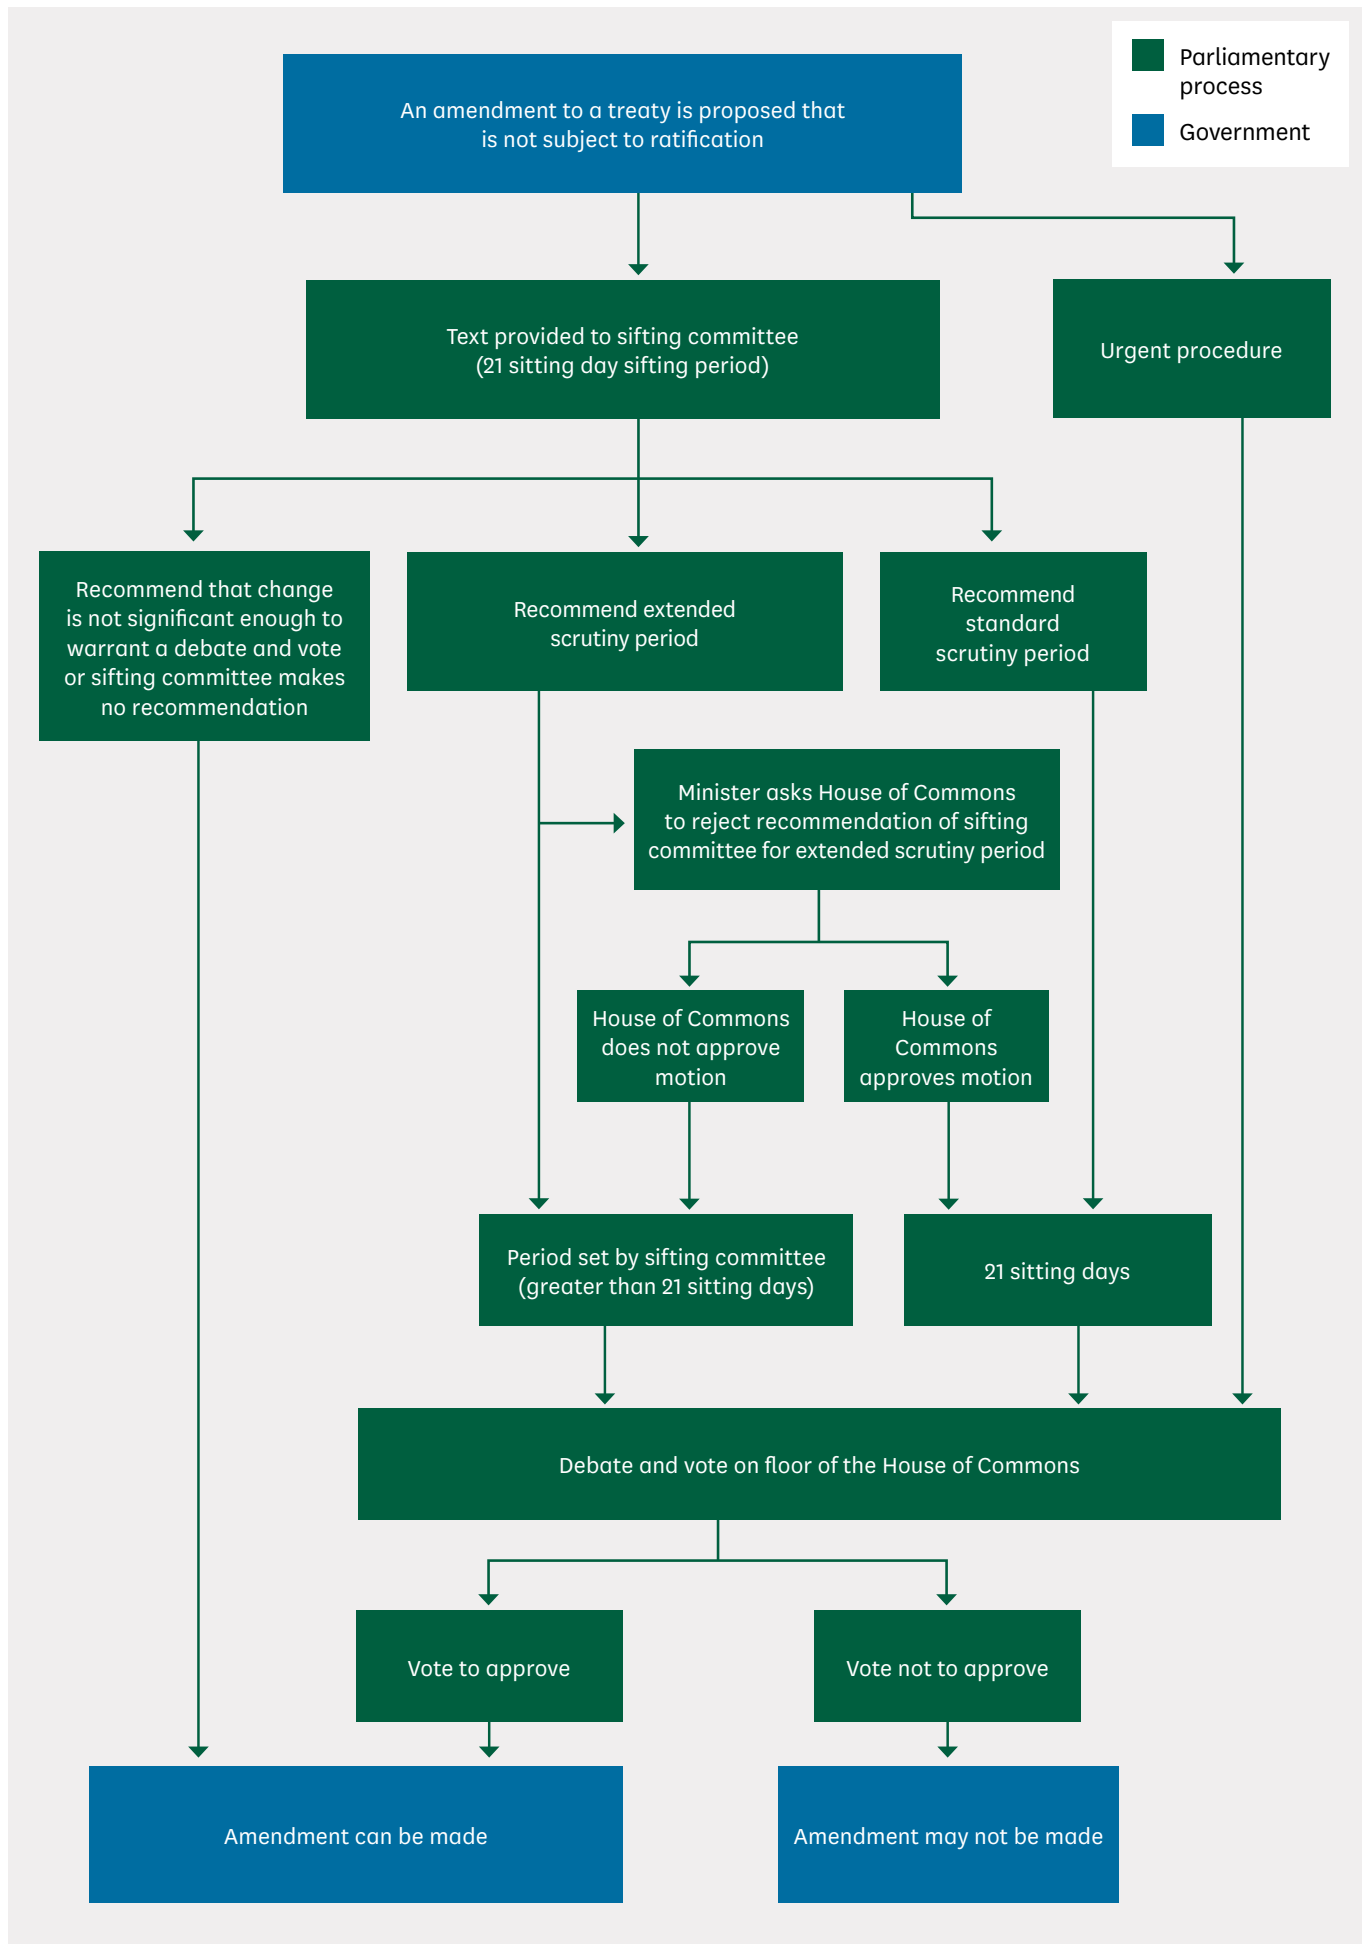 Parliamentary
process
Government
An amendment to a treaty is proposed that
is not subject to ratification
Text provided to sifting committee
(21 sitting day sifting period)
Urgent procedure
Recommend that change
is not significant enough to
warrant a debate and vote
or sifting committee makes
no recommendation
Recommend extended
scrutiny period
Recommend
standard
scrutiny period
Minister asks House of Commons
to reject recommendation of sifting
committee for extended scrutiny period
House of Commons
does not approve
motion
House of
Commons
approves motion
Period set by sifting committee
(greater than 21 sitting days)
21 sitting days
Debate and vote on floor of the House of Commons
Vote to approve
Vote not to approve
Amendment can be made
Amendment may not be made